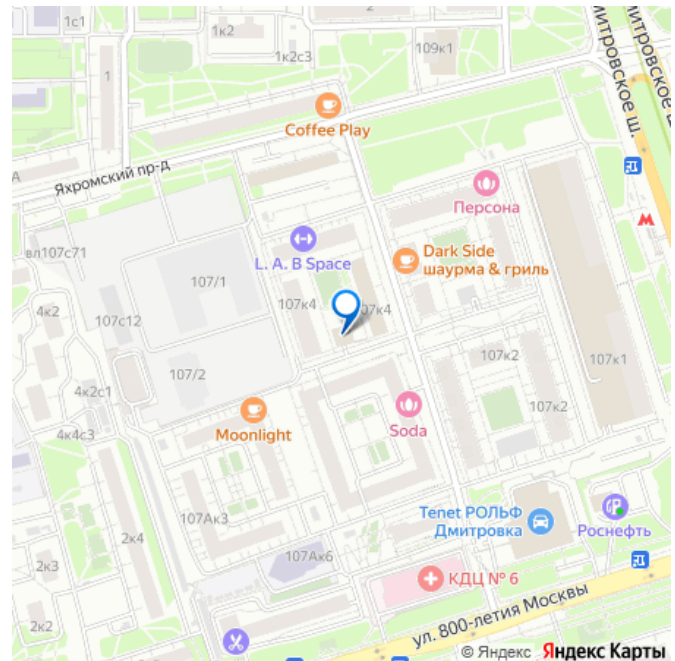 1с1
1к2
1к2с3
109к1
митровское ш.
митровское
1
Coffee Play
Яхромский пр-д
Персона
вл107с71
L. A. B Space
Dark Side
шаурма & гриль
107/1
4к2
107с12
107к4
107к4
107к2
107к1
107/2
4к2с1
107к2
Moonlight
Soda
4к4с3
Tenet РОЛЬФ
Дмитровка
Роснефть
107Ак3
2к4
107Ак6
2к3
КДЦ № 6
2к2
ул. 800-летия Москвы
© Яндекс Яндекс Карты